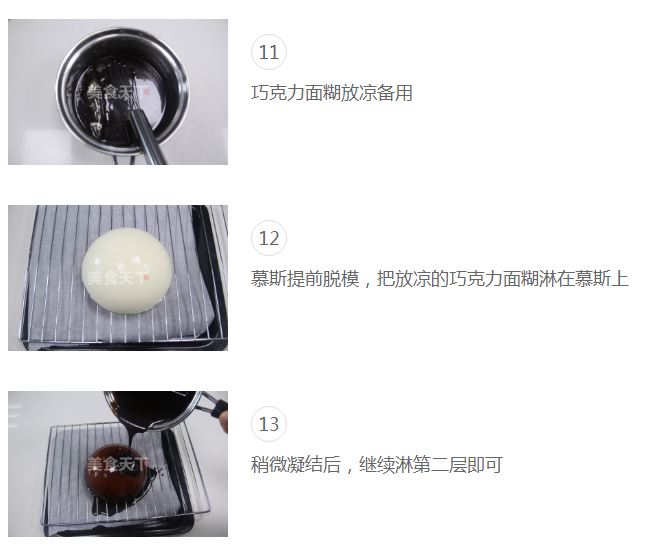 美食天下
11
巧克力面糊放凉备用
美食天下
12
慕斯提前脱模，把放凉的巧克力面糊淋在慕斯上
美食天下
13
稍微凝结后，继续淋第二层即可